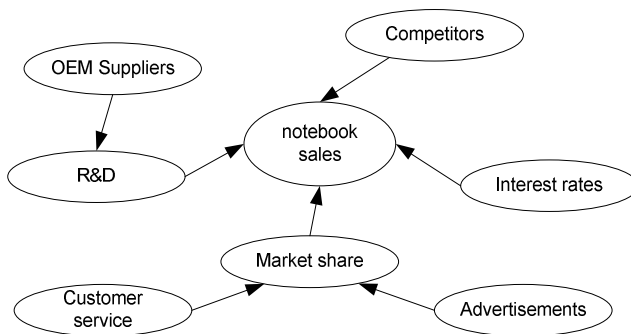 Competitors
OEM Suppliers
notebook
sales
R&D
Interest rates
Market share
Customer
service
Advertisements